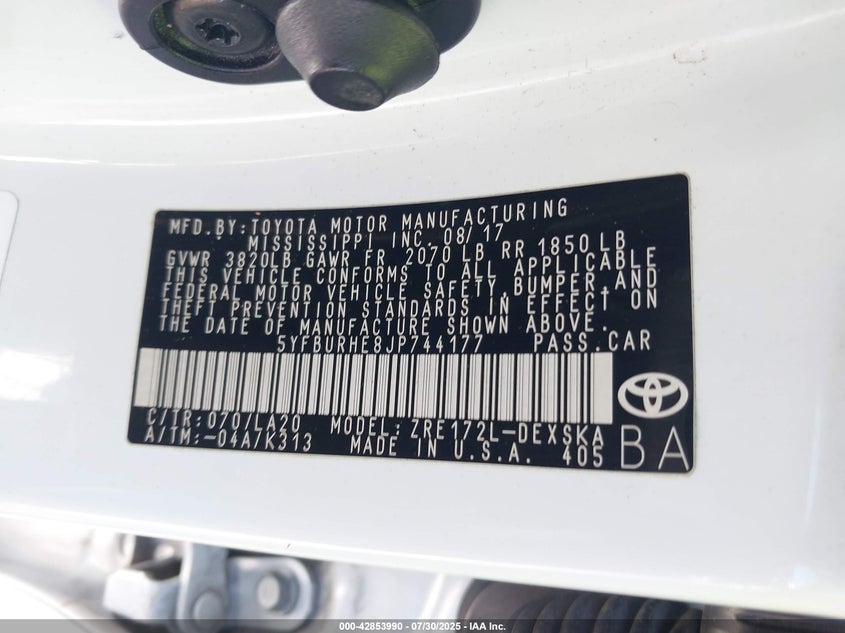 MFD. BY: TOYOTA MOTOR MANUFACTURING
MISSISSIPPI INC. 08/17
GVWR 3820LB GAWR FR 2070 LB RR 1850 LB
THIS VEHICLE CONFORMS TO ALL APPLICABLE
FEDERAL MOTOR VEHICLE SAFETY, BUMPER, AND
THEFT PREVENTION STANDARDS IN EFFECT ON
THE DATE OF MANUFACTURE SHOWN ABOVE.
5YFBURHE8JP744177 PASS. CAR
C/TR: 070/LA20 MODEL: ZRE172L-DEXSKA
A/TM: -04A7K313 MADE IN U.S.A. 405
BA
000-42853990 - 07/30/2025 - IAA Inc.